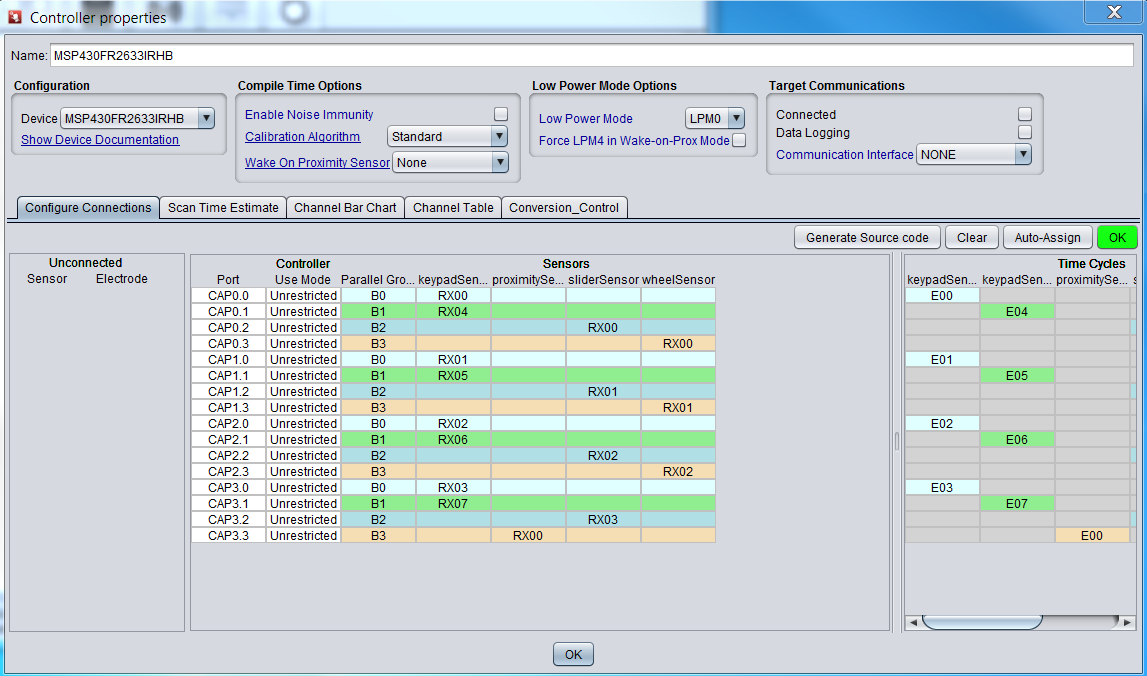 Controller properties
Name: MSP430FR2633IRHB
Configuration
Device MSP430FR2633IRHB
Show Device Documentation
Compile Time Options
Enable Noise Immunity
Calibration Algorithm Standard
Wake On Proximity Sensor None
Low Power Mode Options
Low Power Mode LPM0
Force LPM4 in Wake-on-Prox Mode
Target Communications
Connected
Data Logging
Communication Interface NONE
Configure Connections Scan Time Estimate Channel Bar Chart Channel Table Conversion_Control
Generate Source code Clear Auto-Assign OK
Unconnected
Sensor Electrode
Controller Sensors
Port Use Mode Parallel Gro... keypadSen... proximitySe... sliderSensor wheelSensor
CAP0.0 Unrestricted B0 RX00
CAP0.1 Unrestricted B1 RX04
CAP0.2 Unrestricted B2 RX00
CAP0.3 Unrestricted B3 RX00
CAP1.0 Unrestricted B0 RX01
CAP1.1 Unrestricted B1 RX05
CAP1.2 Unrestricted B2 RX01
CAP1.3 Unrestricted B3 RX01
CAP2.0 Unrestricted B0 RX02
CAP2.1 Unrestricted B1 RX06
CAP2.2 Unrestricted B2 RX02
CAP2.3 Unrestricted B3 RX02
CAP3.0 Unrestricted B0 RX03
CAP3.1 Unrestricted B1 RX07
CAP3.2 Unrestricted B2 RX03
CAP3.3 Unrestricted B3 RX00
Time Cycles
keypadSen... keypadSen... proximitySe... s
E00
E04
E01
E05
E02
E06
E03
E07
E00
OK